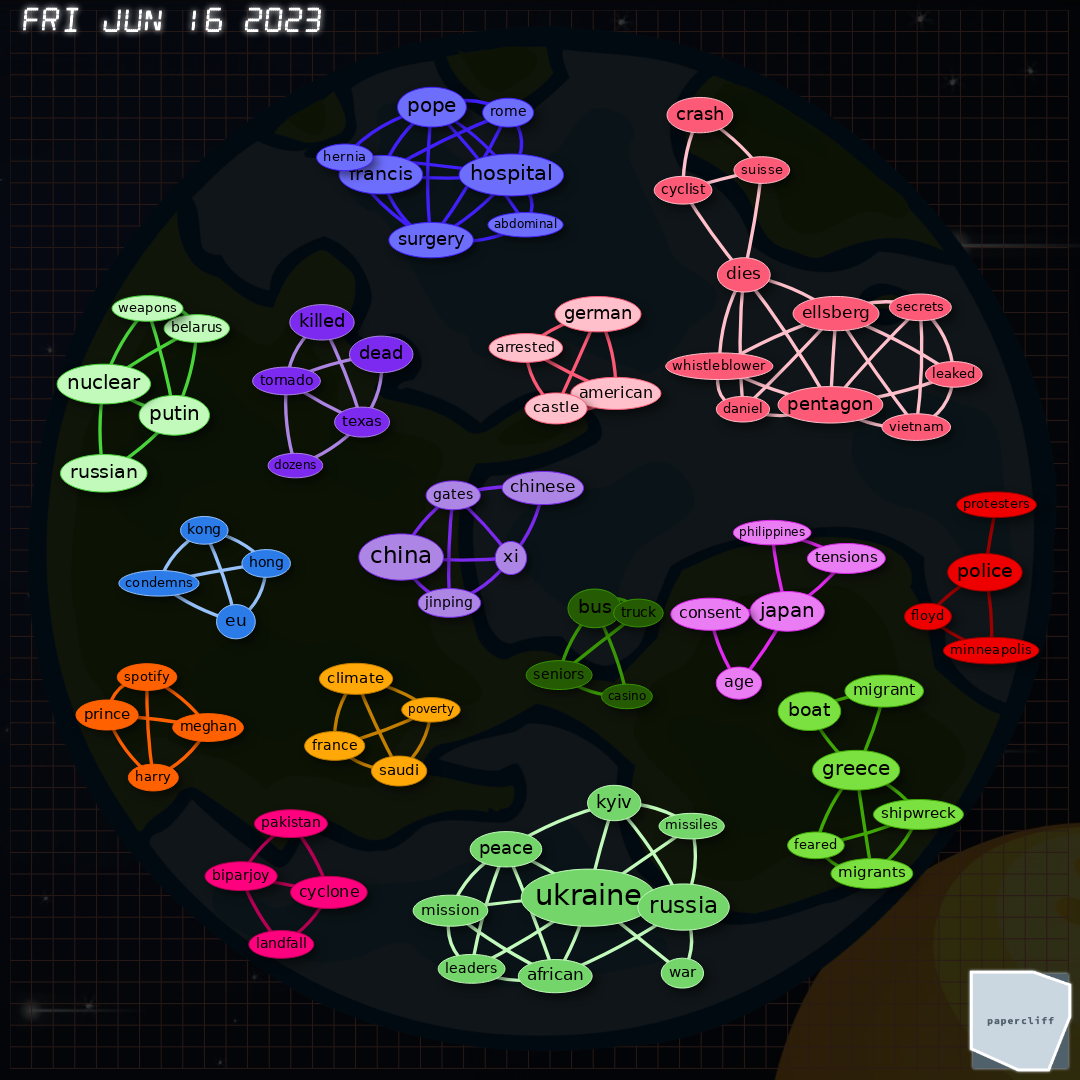 FRI JUN 16 2023
pope
rome
hernia
francis
hospital
abdominal
surgery
crash
suisse
cyclist
dies
ellsberg
secrets
whistleblower
leaked
daniel
pentagon
vietnam
weapons
belarus
nuclear
putin
russian
killed
dead
tornado
texas
dozens
german
arrested
american
castle
gates
chinese
china
xi
jinping
kong
hong
condemns
eu
philippines
tensions
consent
japan
age
protesters
police
floyd
minneapolis
bus
truck
seniors
casino
spotify
prince
meghan
harry
climate
poverty
france
saudi
migrant
boat
greece
shipwreck
feared
migrants
pakistan
biparjoy
cyclone
landfall
kyiv
missiles
peace
ukraine
russia
mission
leaders
african
war
papercliff